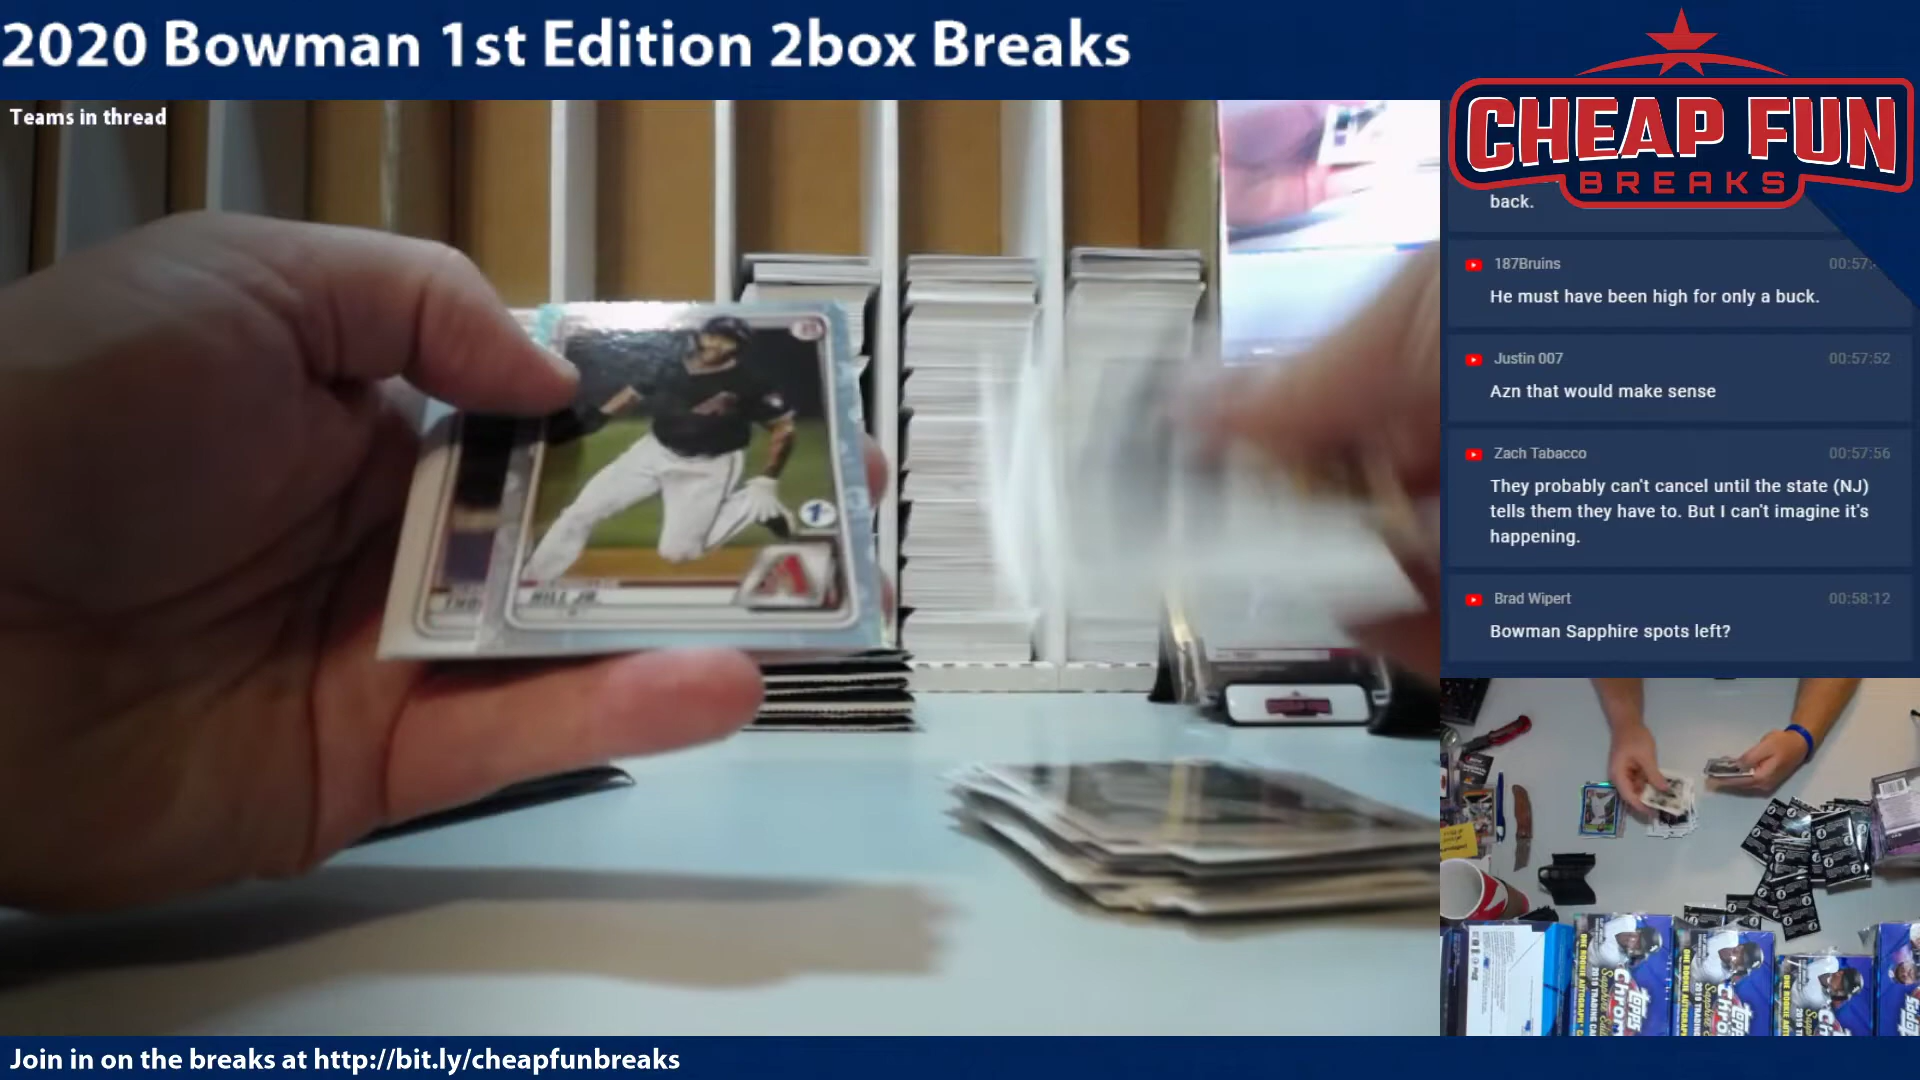 2020 Bowman 1st Edition 2box Breaks
Teams in thread
CHEAP FUN
BREAKS
back.
187Bruins
He must have been high for only a buck.
Justin 007 00:57:52
Azn that would make sense
Zach Tabacco 00:57:56
They probably can't cancel until the state (NJ)
tells them they have to. But I can't imagine it's
happening.
Brad Wipert 00:58:12
Bowman Sapphire spots left?
HILL JR.
Join in on the breaks at http://bit.ly/cheapfunbreaks